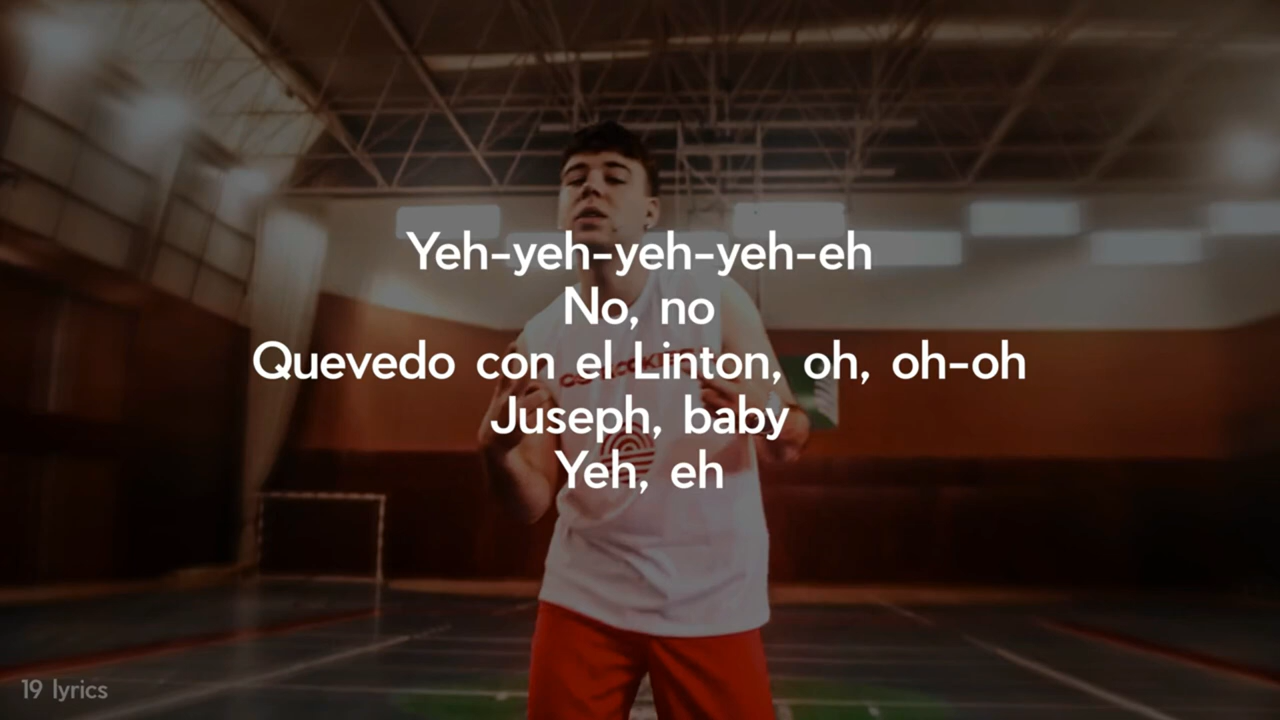 Yeh-yeh-yeh-yeh-eh
No, no
Quevedo con el Linton, oh, oh-oh
Juseph, baby
Yeh, eh
19 lyrics